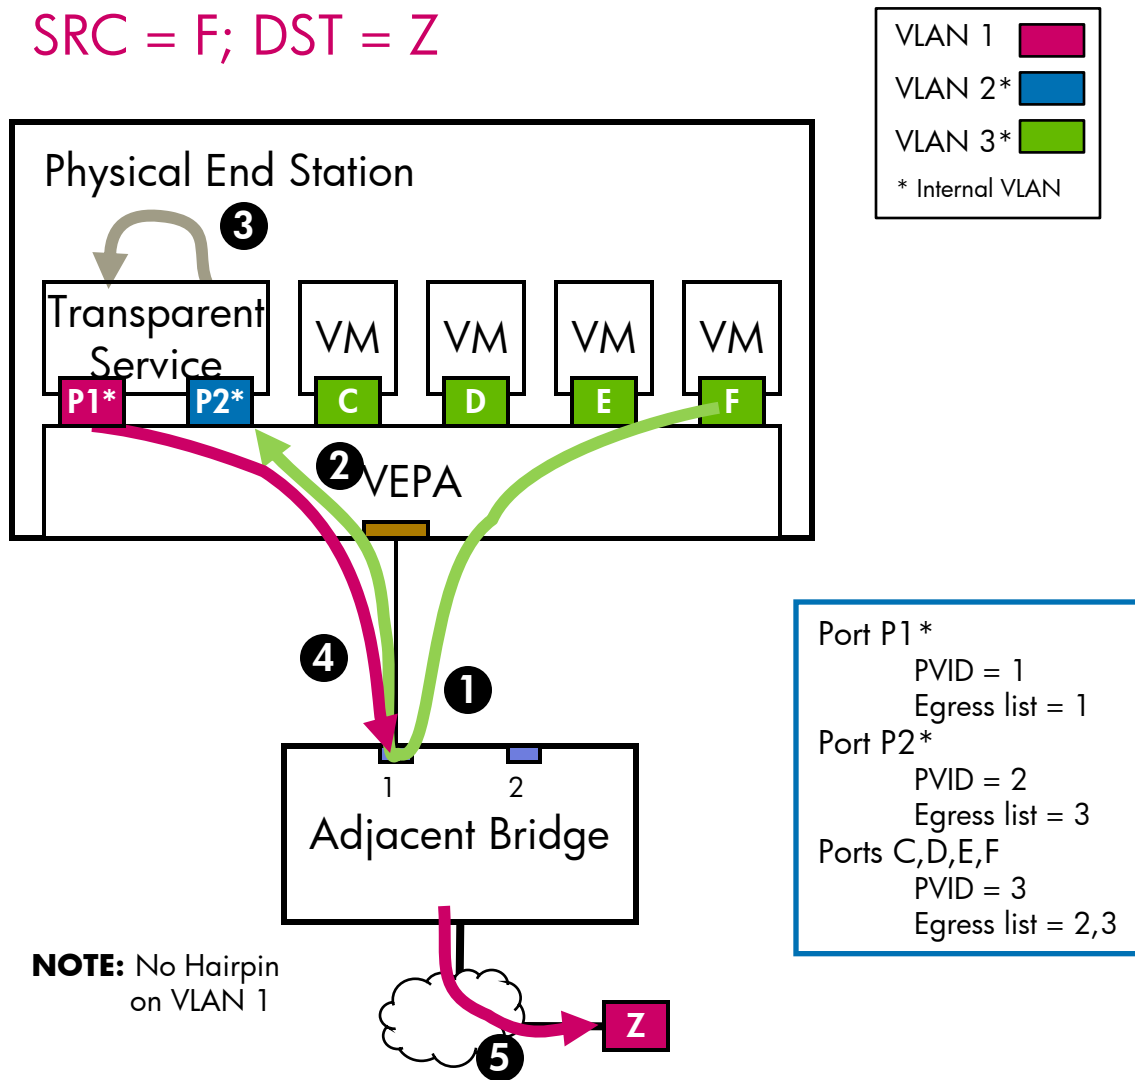 SRC = F; DST = Z
VLAN 1
VLAN 2*
VLAN 3*
* Internal VLAN
Physical End Station
3
Transparent
Service
VM
VM
VM
VM
P1*
P2*
C
D
E
F
2
VEPA
4
1
1
2
Adjacent Bridge
Port P1*
PVID = 1
Egress list = 1
Port P2*
PVID = 2
Egress list = 3
Ports C,D,E,F
PVID = 3
Egress list = 2,3
NOTE: No Hairpin
on VLAN 1
Z
5